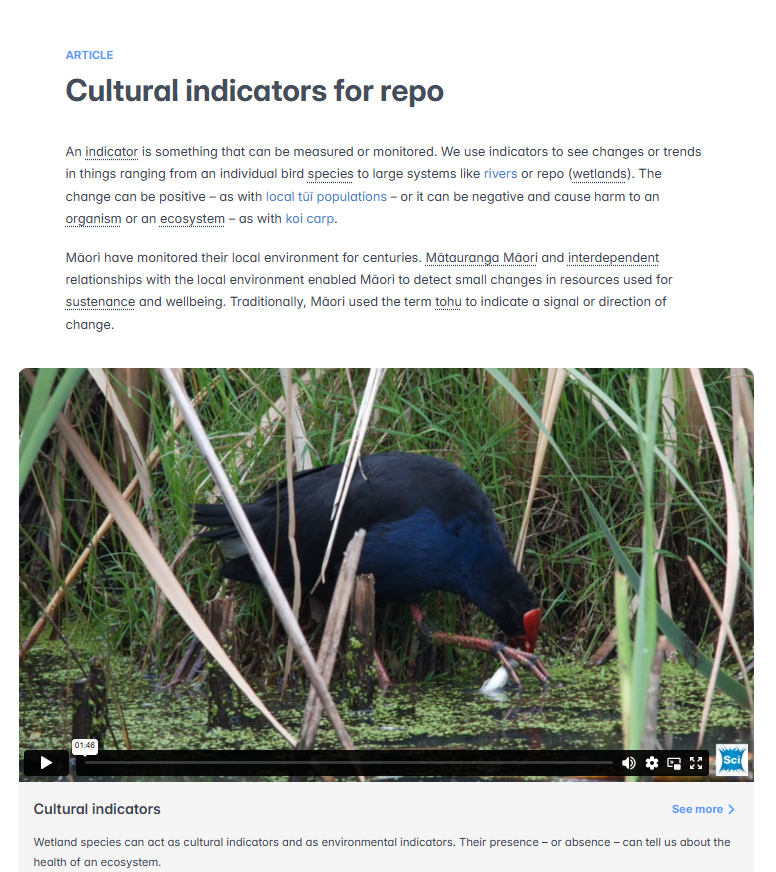 ARTICLE
Cultural indicators for repo
An indicator is something that can be measured or monitored. We use indicators to see changes or trends
in things ranging from an individual bird species to large systems like rivers or repo (wetlands). The
change can be positive – as with local tūī populations – or it can be negative and cause harm to an
organism or an ecosystem – as with koi carp.
Māori have monitored their local environment for centuries. Mātauranga Māori and interdependent
relationships with the local environment enabled Māori to detect small changes in resources used for
sustenance and wellbeing. Traditionally, Māori used the term tohu to indicate a signal or direction of
change.
01:46
Sci
Cultural indicators
See more
Wetland species can act as cultural indicators and as environmental indicators. Their presence – or absence – can tell us about the
health of an ecosystem.